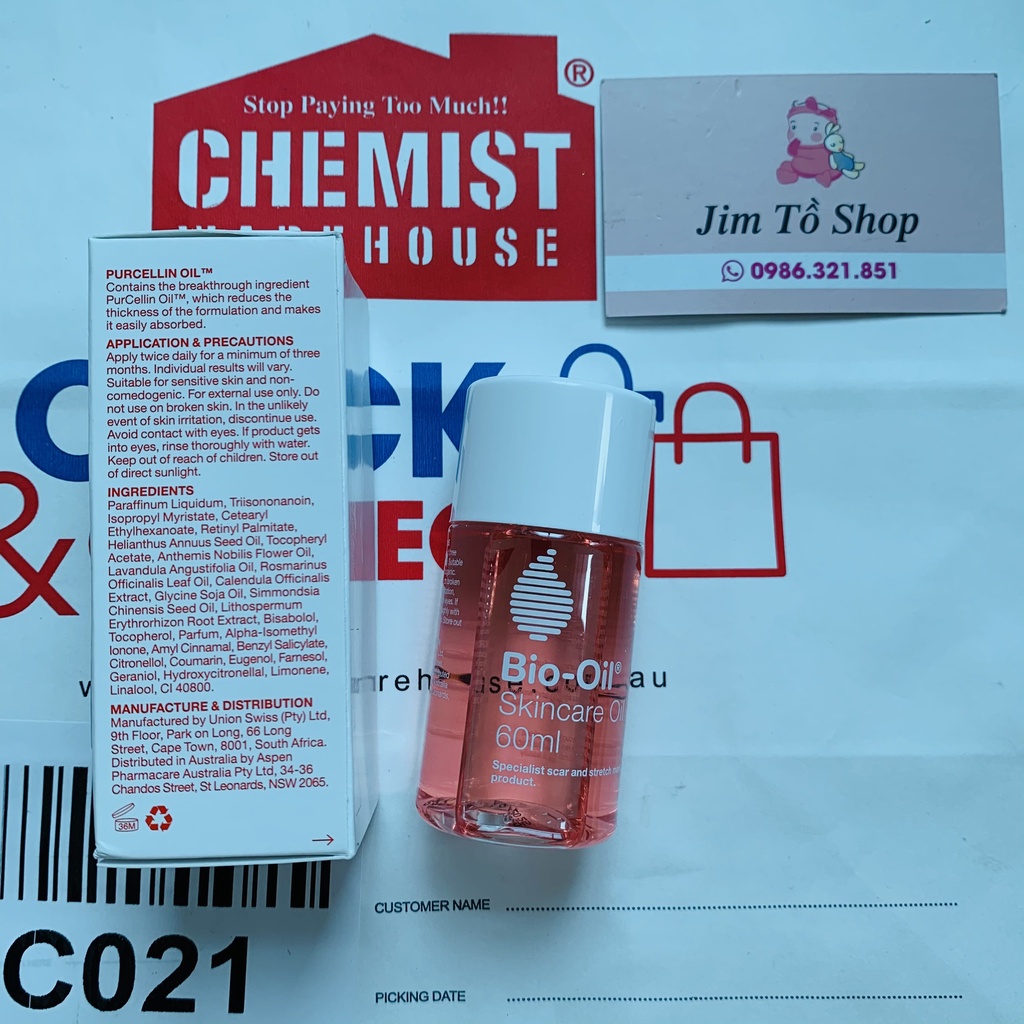 Stop Paying Too Much!!
CHEMIST
HOUSE
®
Jim Tồ Shop
0986.321.851
PURCELLIN OIL™
Contains the breakthrough ingredient
PurCellin Oil™, which reduces the
thickness of the formulation and makes
it easily absorbed.
APPLICATION & PRECAUTIONS
Apply twice daily for a minimum of three
months. Individual results will vary.
Suitable for sensitive skin and non-
comedogenic. For external use only. Do
not use on broken skin. In the unlikely
event of skin irritation, discontinue use.
Avoid contact with eyes. If product gets
into eyes, rinse thoroughly with water.
Keep out of reach of children. Store out
of direct sunlight.
INGREDIENTS
Paraffinum Liquidum, Triisononanoin,
Isopropyl Myristate, Cetearyl
Ethylhexanoate, Retinyl Palmitate,
Helianthus Annuus Seed Oil, Tocopheryl
Acetate, Anthemis Nobilis Flower Oil,
Lavandula Angustifolia Oil, Rosmarinus
Officinalis Leaf Oil, Calendula Officinalis
Extract, Glycine Soja Oil, Simmondsia
Chinensis Seed Oil, Lithospermum
Erythrorhizon Root Extract, Bisabolol,
Tocopherol, Parfum, Alpha-Isomethyl
Ionone, Amyl Cinnamal, Benzyl Salicylate,
Citronellol, Coumarin, Eugenol, Farnesol,
Geraniol, Hydroxycitronellal, Limonene,
Linalool, CI 40800.
MANUFACTURE & DISTRIBUTION
Manufactured by Union Swiss (Pty) Ltd,
9th Floor, Park on Long, 66 Long
Street, Cape Town, 8001, South Africa.
Distributed in Australia by Aspen
Pharmacare Australia Pty Ltd, 34-36
Chandos Street, St Leonards, NSW 2065.
36M
&
Bio-Oil®
Skincare Oil
60ml
Specialist scar and stretch
product.
C021
CUSTOMER NAME
PICKING DATE